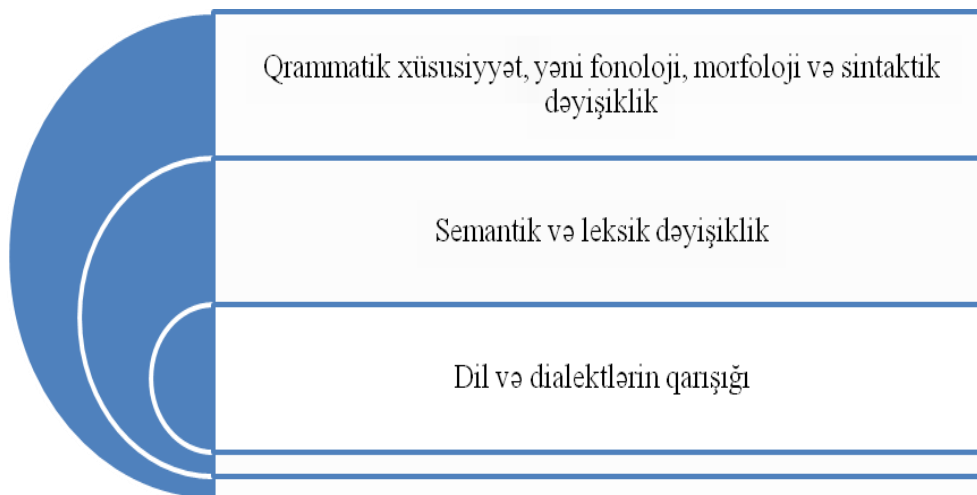 Qrammatik xüsusiyyət, yəni fonoloji, morfoloji və sintaktik
dəyişiklik
Semantik və leksik dəyişiklik
Dil və dialektlərin qarışığı